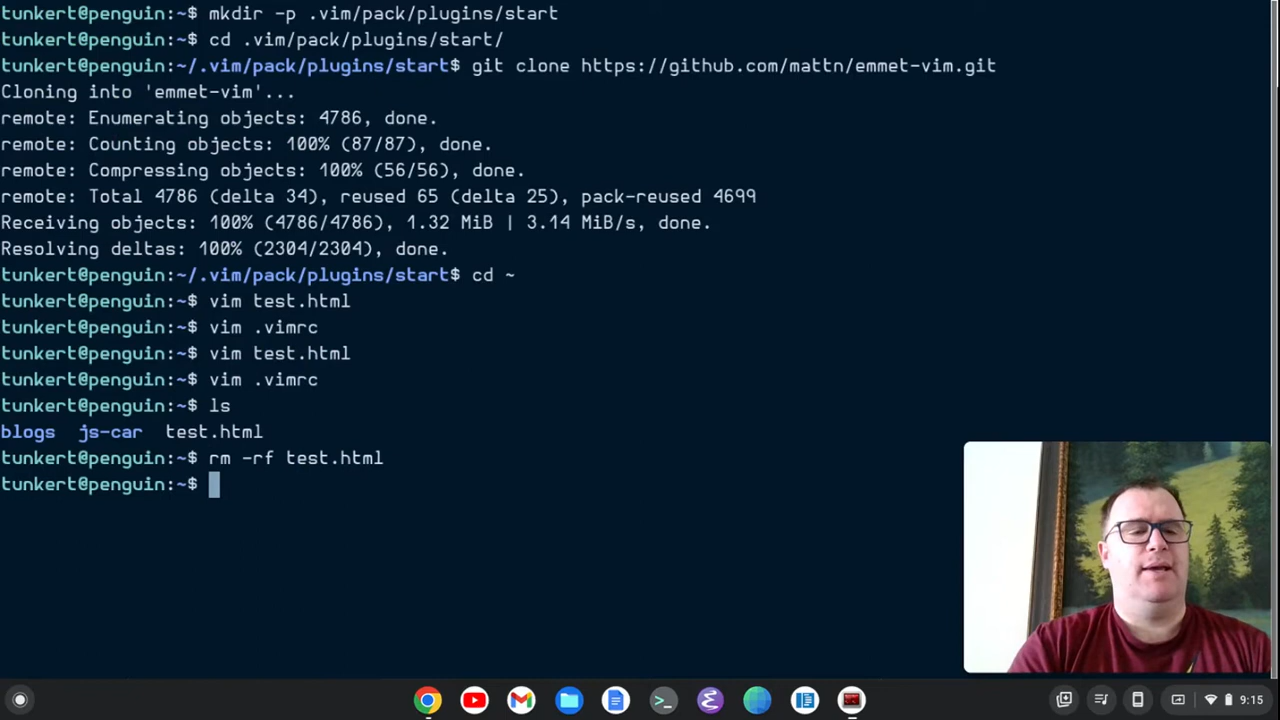 tunkert@penguin:~$ mkdir -p .vim/pack/plugins/start
tunkert@penguin:~$ cd .vim/pack/plugins/start/
tunkert@penguin:~/.vim/pack/plugins/start$ git clone https://github.com/mattn/emmet-vim.git
Cloning into 'emmet-vim'...
remote: Enumerating objects: 4786, done.
remote: Counting objects: 100% (87/87), done.
remote: Compressing objects: 100% (56/56), done.
remote: Total 4786 (delta 34), reused 65 (delta 25), pack-reused 4699
Receiving objects: 100% (4786/4786), 1.32 MiB | 3.14 MiB/s, done.
Resolving deltas: 100% (2304/2304), done.
tunkert@penguin:~/.vim/pack/plugins/start$ cd ~
tunkert@penguin:~$ vim test.html
tunkert@penguin:~$ vim .vimrc
tunkert@penguin:~$ vim test.html
tunkert@penguin:~$ vim .vimrc
tunkert@penguin:~$ ls
blogs  js-car  test.html
tunkert@penguin:~$ rm -rf test.html
tunkert@penguin:~$
9:15